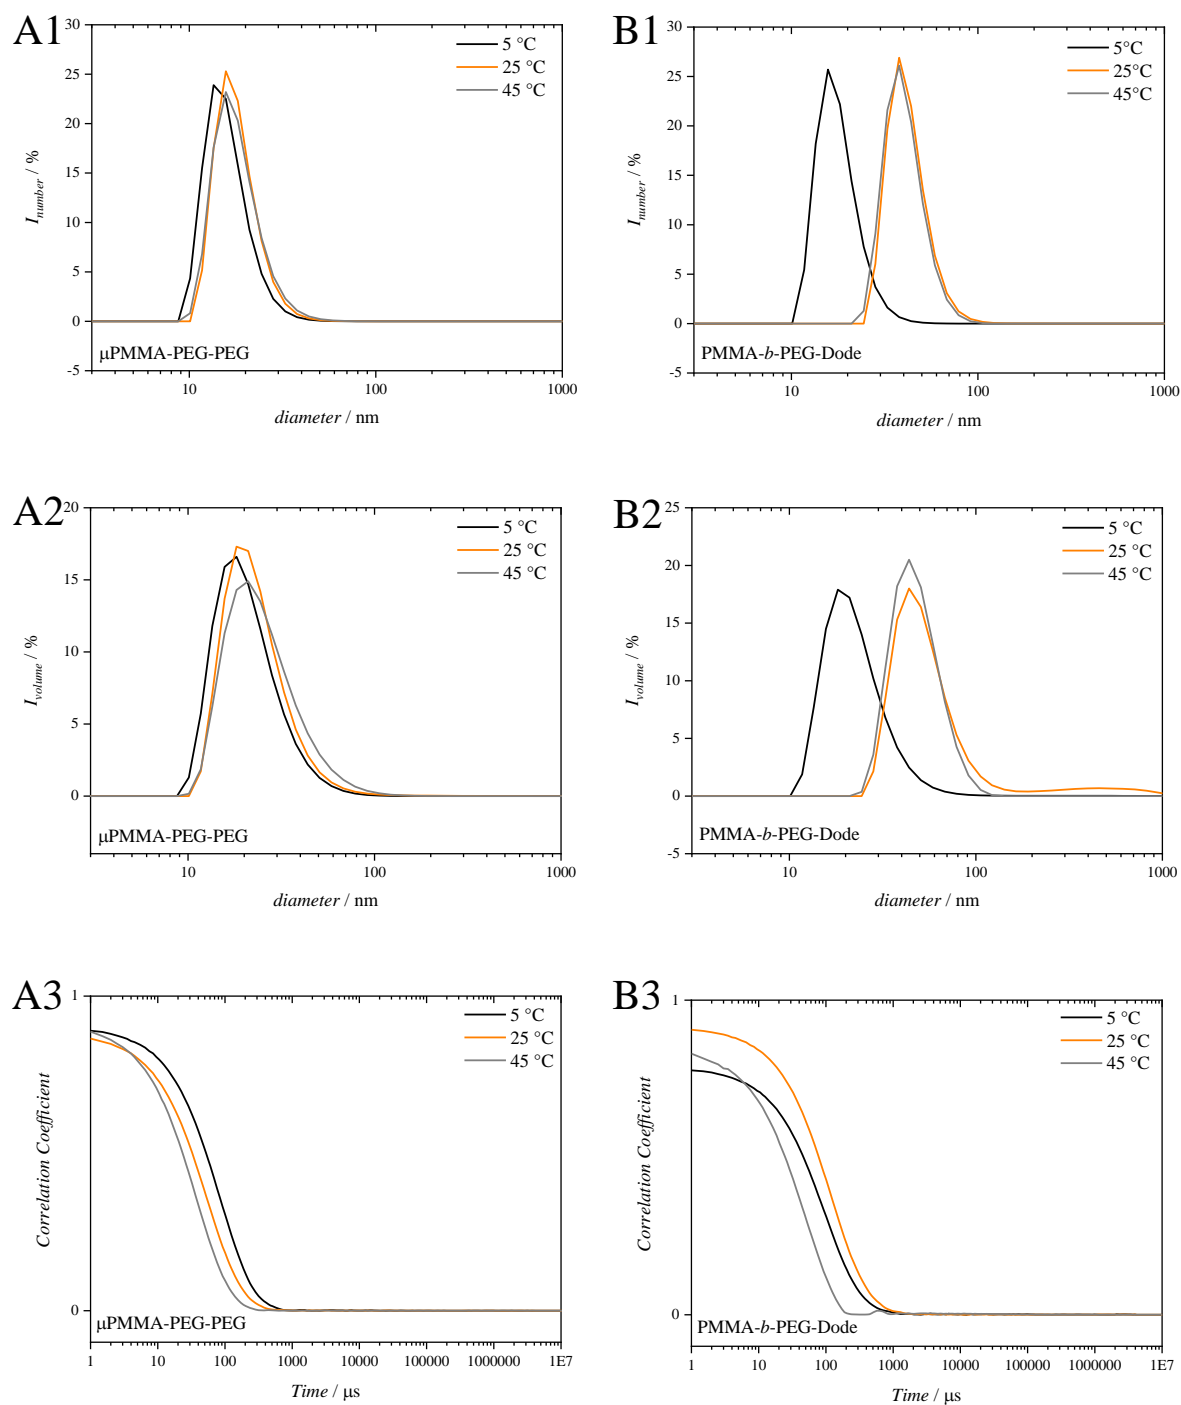 A1
30
25
20
15
10
5
0
-5
I_number / %
5 °C
25 °C
45 °C
μPMMA-PEG-PEG
10
100
1000
diameter / nm
B1
30
25
20
15
10
5
0
-5
I_number / %
5°C
25°C
45°C
PMMA-b-PEG-Dode
10
100
1000
diameter / nm
A2
20
15
10
5
0
I_volume / %
5 °C
25 °C
45 °C
μPMMA-PEG-PEG
10
100
1000
diameter / nm
B2
25
20
15
10
5
0
-5
I_volume / %
5 °C
25 °C
45 °C
PMMA-b-PEG-Dode
10
100
1000
diameter / nm
A3
1
0
Correlation Coefficient
5 °C
25 °C
45 °C
μPMMA-PEG-PEG
1
10
100
1000
10000
100000
1000000
1E7
Time / μs
B3
1
0
Correlation Coefficient
5 °C
25 °C
45 °C
PMMA-b-PEG-Dode
1
10
100
1000
10000
100000
1000000
1E7
Time / μs